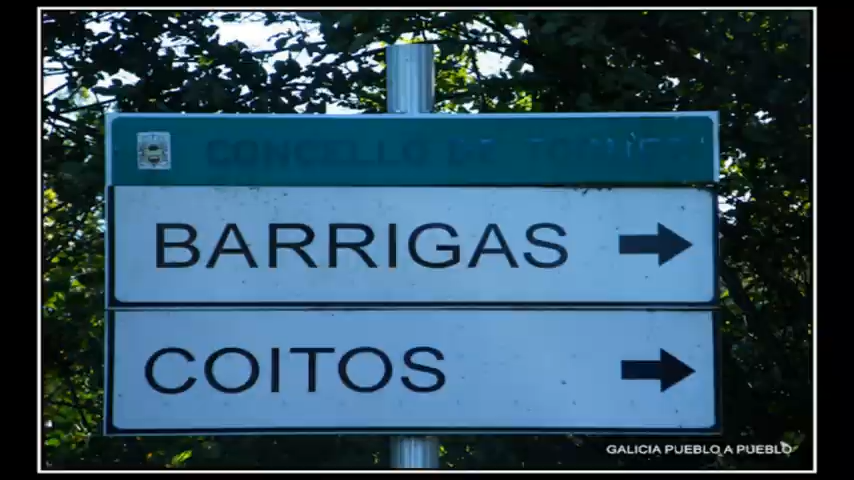 CONCELLO DE
BARRIGAS
COITOS
GALICIA PUEBLO A PUEBLO